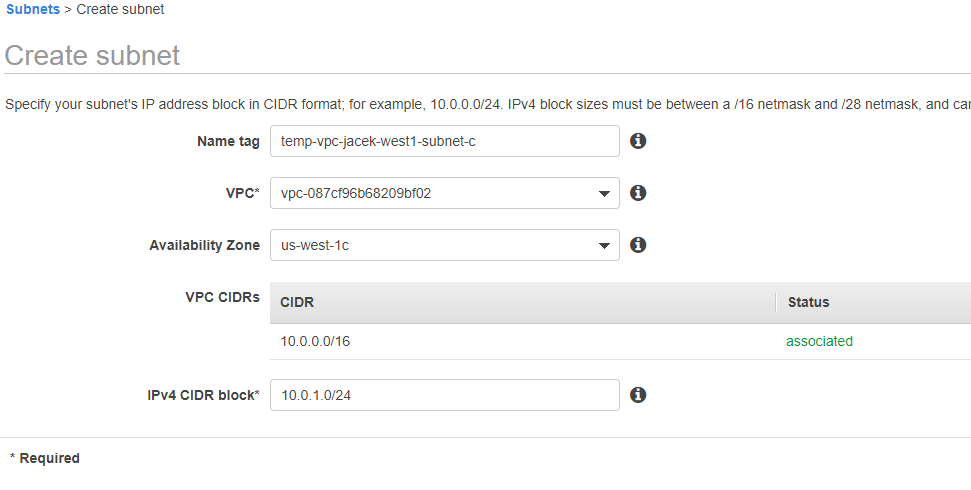 Subnets > Create subnet
Create subnet
Specify your subnet's IP address block in CIDR format; for example, 10.0.0.0/24. IPv4 block sizes must be between a /16 netmask and /28 netmask, and can
Name tag temp-vpc-jacek-west1-subnet-c
VPC* vpc-087cf96b68209bf02
Availability Zone us-west-1c
VPC CIDRs CIDR Status
10.0.0.0/16 associated
IPv4 CIDR block* 10.0.1.0/24
* Required